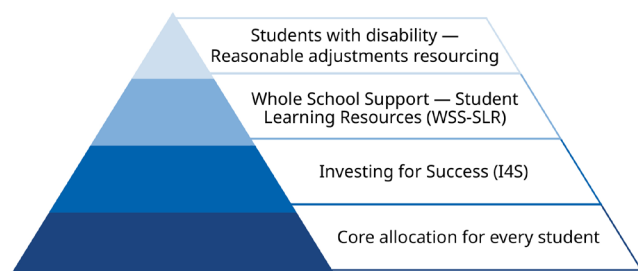 Students with disability —
Reasonable adjustments resourcing
Whole School Support — Student
Learning Resources (WSS-SLR)
Investing for Success (I4S)
Core allocation for every student